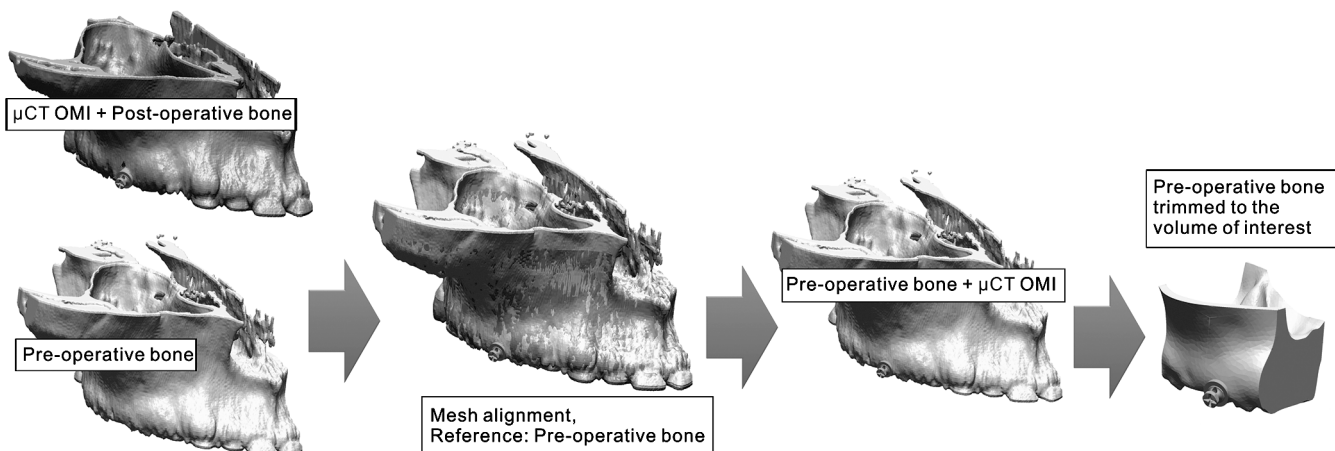 μCT OMI + Post-operative bone
Pre-operative bone
Mesh alignment,
Reference: Pre-operative bone
Pre-operative bone + μCT OMI
Pre-operative bone
trimmed to the
volume of interest